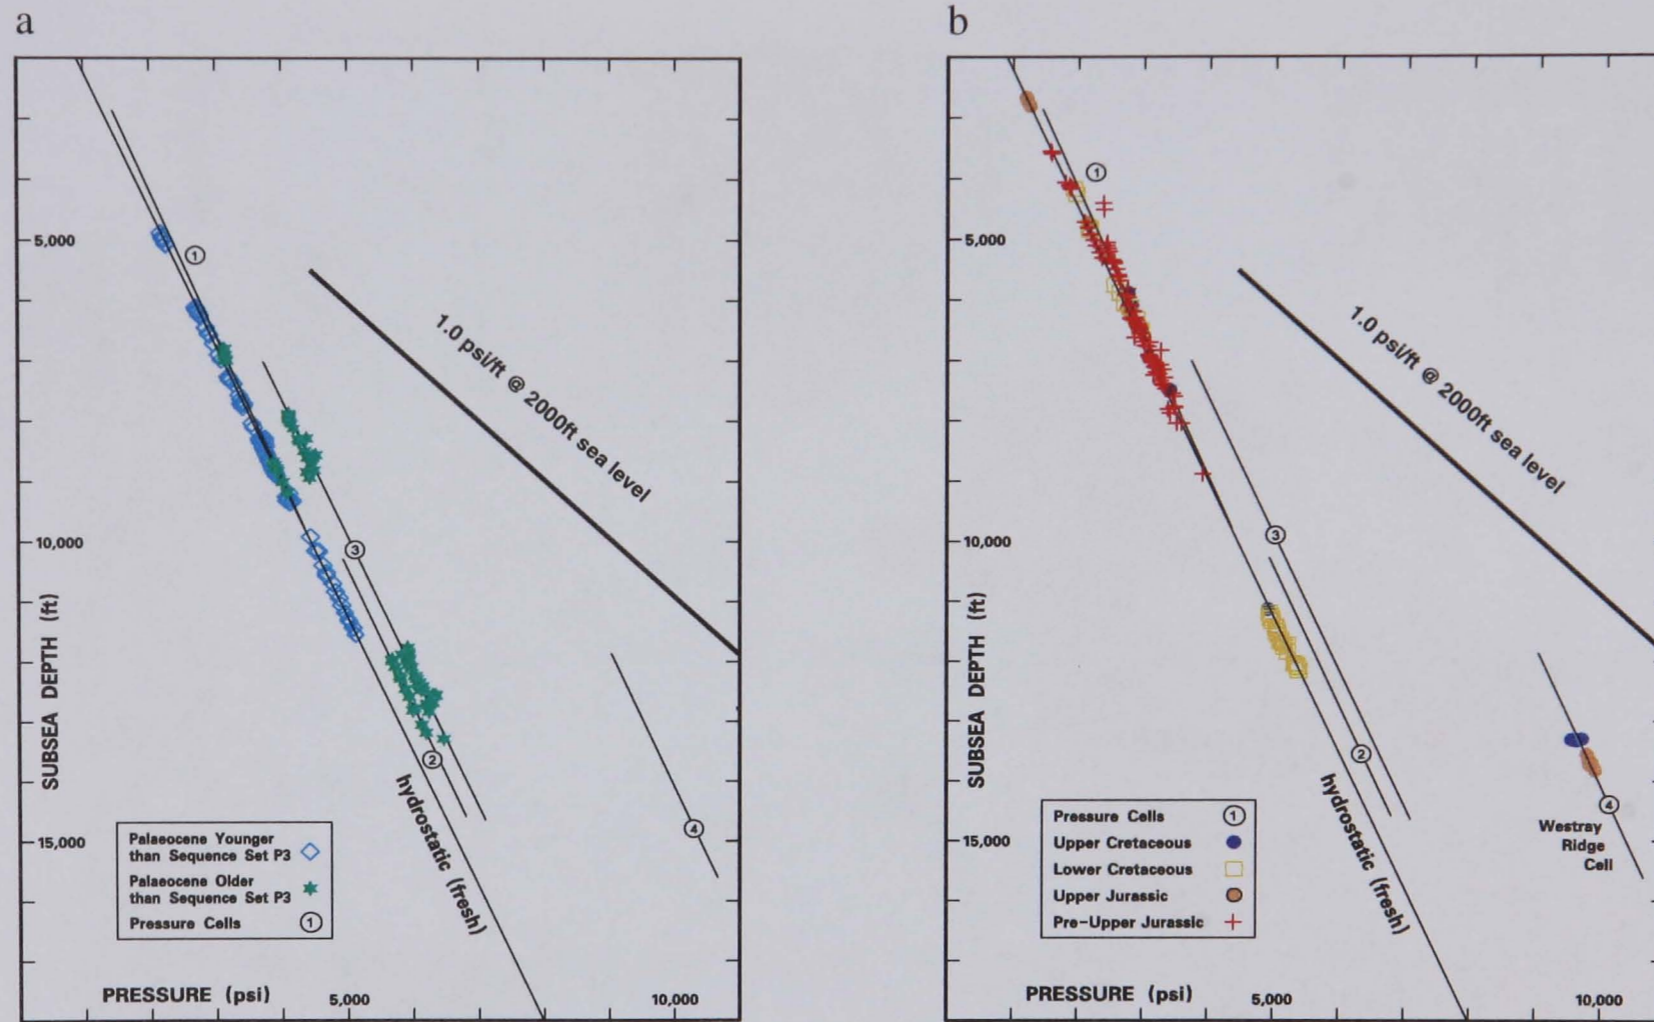 a
5,000
1
1.0 psi/ft @ 2000ft sea level
10,000
3
SUBSEA DEPTH (ft)
2
hydrostatic (fresh)
4
15,000
Palaeocene Younger
than Sequence Set P3
Palaeocene Older
than Sequence Set P3
Pressure Cells 1
PRESSURE (psi)
5,000
10,000
b
1
5,000
1.0 psi/ft @ 2000ft sea level
10,000
3
SUBSEA DEPTH (ft)
2
hydrostatic (fresh)
4
Westray
Ridge
Cell
15,000
Pressure Cells 1
Upper Cretaceous
Lower Cretaceous
Upper Jurassic
Pre-Upper Jurassic
PRESSURE (psi)
5,000
10,000